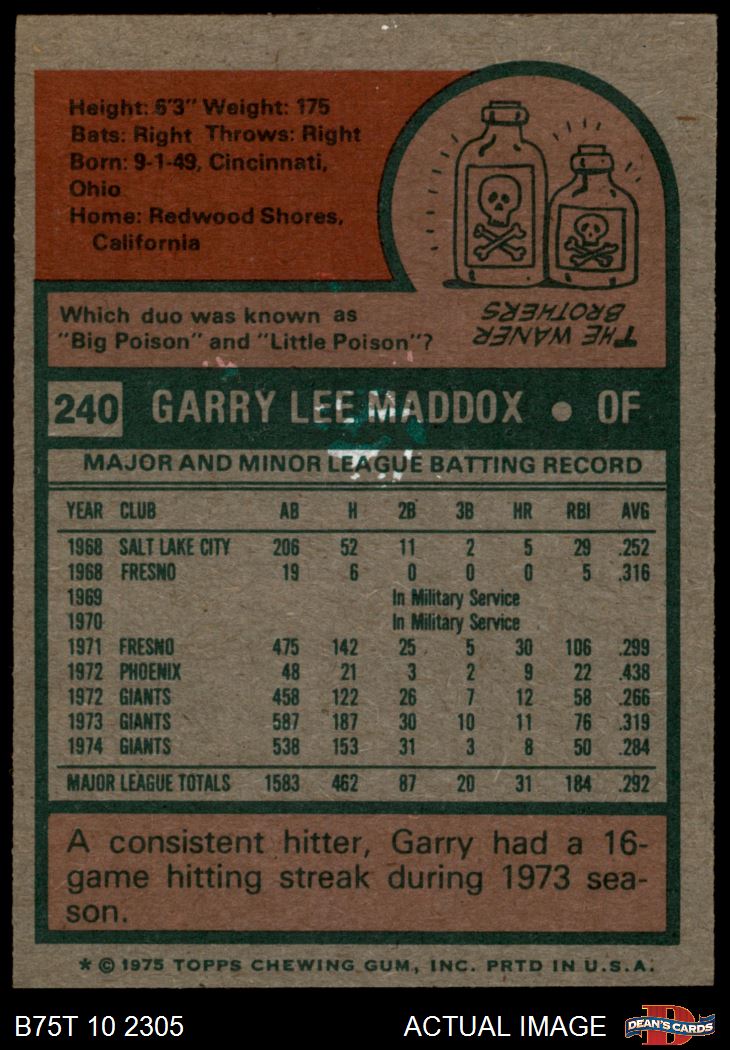 Height: 6'3" Weight: 175
Bats: Right Throws: Right
Born: 9-1-49, Cincinnati,
Ohio
Home: Redwood Shores,
California
Which duo was known as
"Big Poison" and "Little Poison"?
THE WANER
BROTHERS
240 GARRY LEE MADDOX • OF
MAJOR AND MINOR LEAGUE BATTING RECORD
YEAR CLUB AB H 2B 3B HR RBI AVG
1968 SALT LAKE CITY 206 52 11 2 5 29 .252
1968 FRESNO 19 6 0 0 0 5 .316
1969 In Military Service
1970 In Military Service
1971 FRESNO 475 142 25 5 30 106 .299
1972 PHOENIX 48 21 3 2 9 22 .438
1972 GIANTS 458 122 26 7 12 58 .266
1973 GIANTS 587 187 30 10 11 76 .319
1974 GIANTS 538 153 31 3 8 50 .284
MAJOR LEAGUE TOTALS 1583 462 87 20 31 184 .292
A consistent hitter, Garry had a 16-
game hitting streak during 1973 sea-
son.
* © 1975 TOPPS CHEWING GUM, INC. PRTD IN U.S.A.
B75T 10 2305 ACTUAL IMAGE
D
DEAN'S CARDS